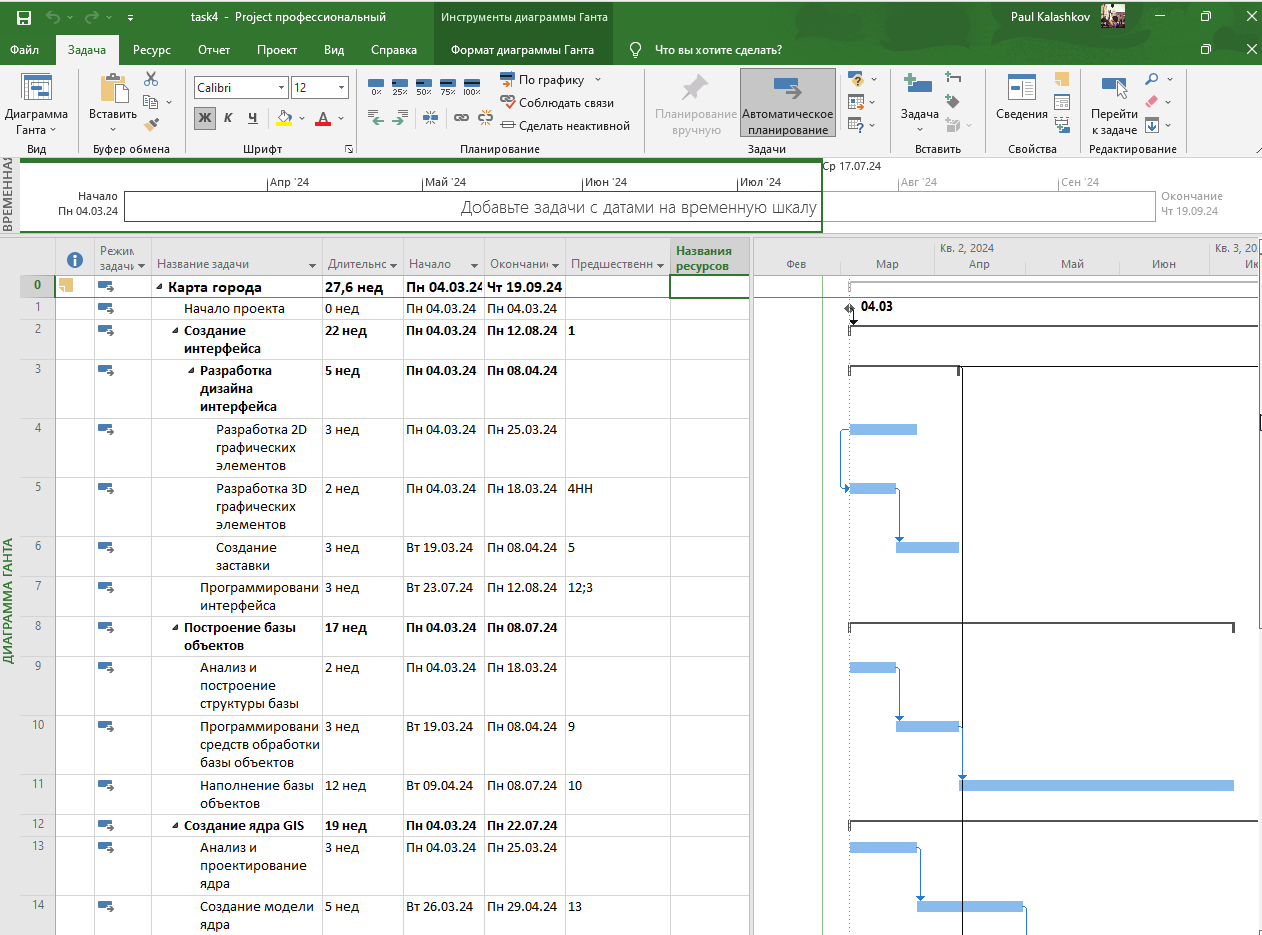 task4 - Project профессиональный
Инструменты диаграммы Ганта
Paul Kalashkov
Файл Задача Ресурс Отчет Проект Вид Справка Формат диаграммы Ганта Что вы хотите сделать?
Диаграмма Ганта
Вид
Вставить
Буфер обмена
Calibri 12
Ж К Ч А
Шрифт
0% 25% 50% 75% 100%
По графику
Соблюдать связи
Сделать неактивной
Планирование
Планирование вручную
Автоматическое планирование
Задачи
Задача
Вставить
Сведения
Свойства
Перейти к задаче
Редактирование
ВРЕМЕННАЯ
Ср 17.07.24
Апр '24 Май '24 Июн '24 Июл '24 Авг '24 Сен '24
Начало
Пн 04.03.24
Добавьте задачи с датами на временную шкалу
Окончание
Чт 19.09.24
ДИАГРАММА ГАНТА
Режим задачи Название задачи Начало Названия ресурсов
Кв. 2, 2024 Кв. 3, 20
Фев Мар Апр Май Июн
0 Карта города 27,6 нед Пн 04.03.24 Чт 19.09.24
1 Начало проекта 0 нед Пн 04.03.24 Пн 04.03.24
04.03
2 Создание интерфейса 22 нед Пн 04.03.24 Пн 12.08.24 1
3 Разработка дизайна интерфейса 5 нед Пн 04.03.24 Пн 08.04.24
4 Разработка 2D графических элементов 3 нед Пн 04.03.24 Пн 25.03.24
5 Разработка 3D графических элементов 2 нед Пн 04.03.24 Пн 18.03.24 4НН
6 Создание заставки 3 нед Вт 19.03.24 Пн 08.04.24 5
7 Программировани интерфейса 3 нед Вт 23.07.24 Пн 12.08.24 12;3
8 Построение базы объектов 17 нед Пн 04.03.24 Пн 08.07.24
9 Анализ и построение структуры базы 2 нед Пн 04.03.24 Пн 18.03.24
10 Программировани средств обработки базы объектов 3 нед Вт 19.03.24 Пн 08.04.24 9
11 Наполнение базы объектов 12 нед Вт 09.04.24 Пн 08.07.24 10
12 Создание ядра GIS 19 нед Пн 04.03.24 Пн 22.07.24
13 Анализ и проектирование ядра 3 нед Пн 04.03.24 Пн 25.03.24
14 Создание модели ядра 5 нед Вт 26.03.24 Пн 29.04.24 13